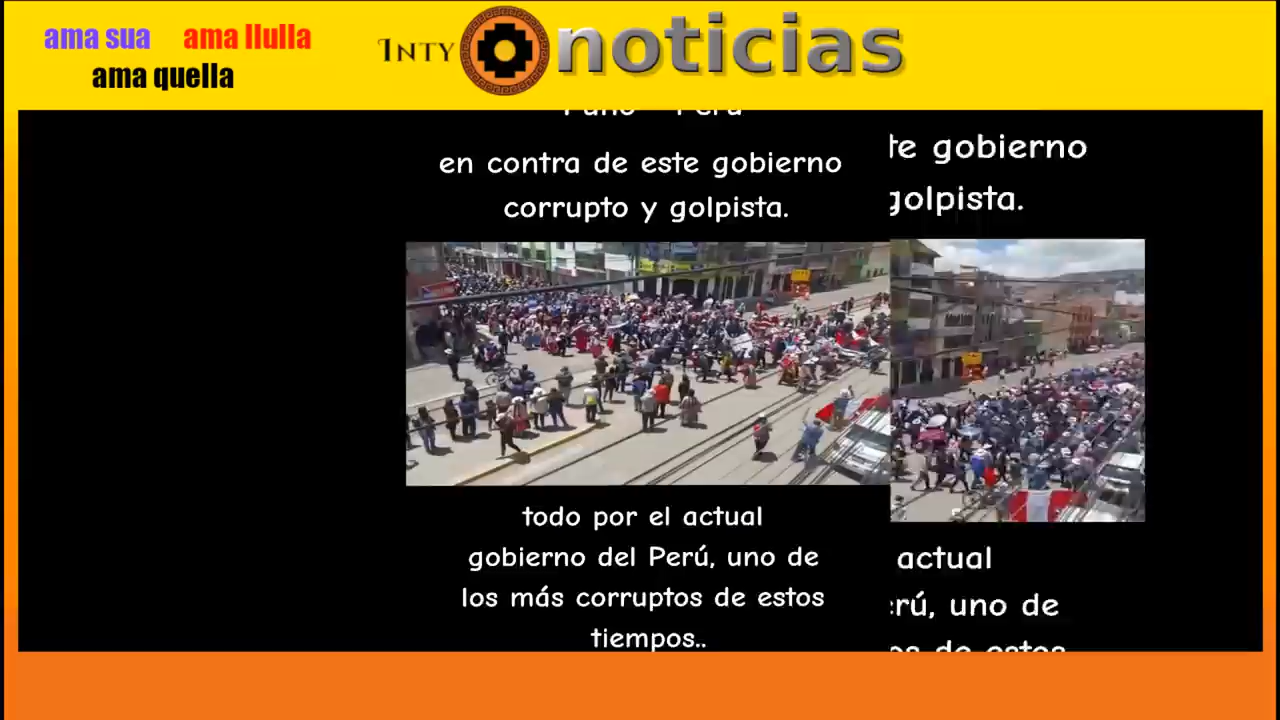 ama sua ama llulla
ama quella
INTY noticias
en contra de este gobierno
corrupto y golpista.
todo por el actual
gobierno del Perú, uno de
los más corruptos de estos
tiempos..
te gobierno
golpista.
actual
rú, uno de